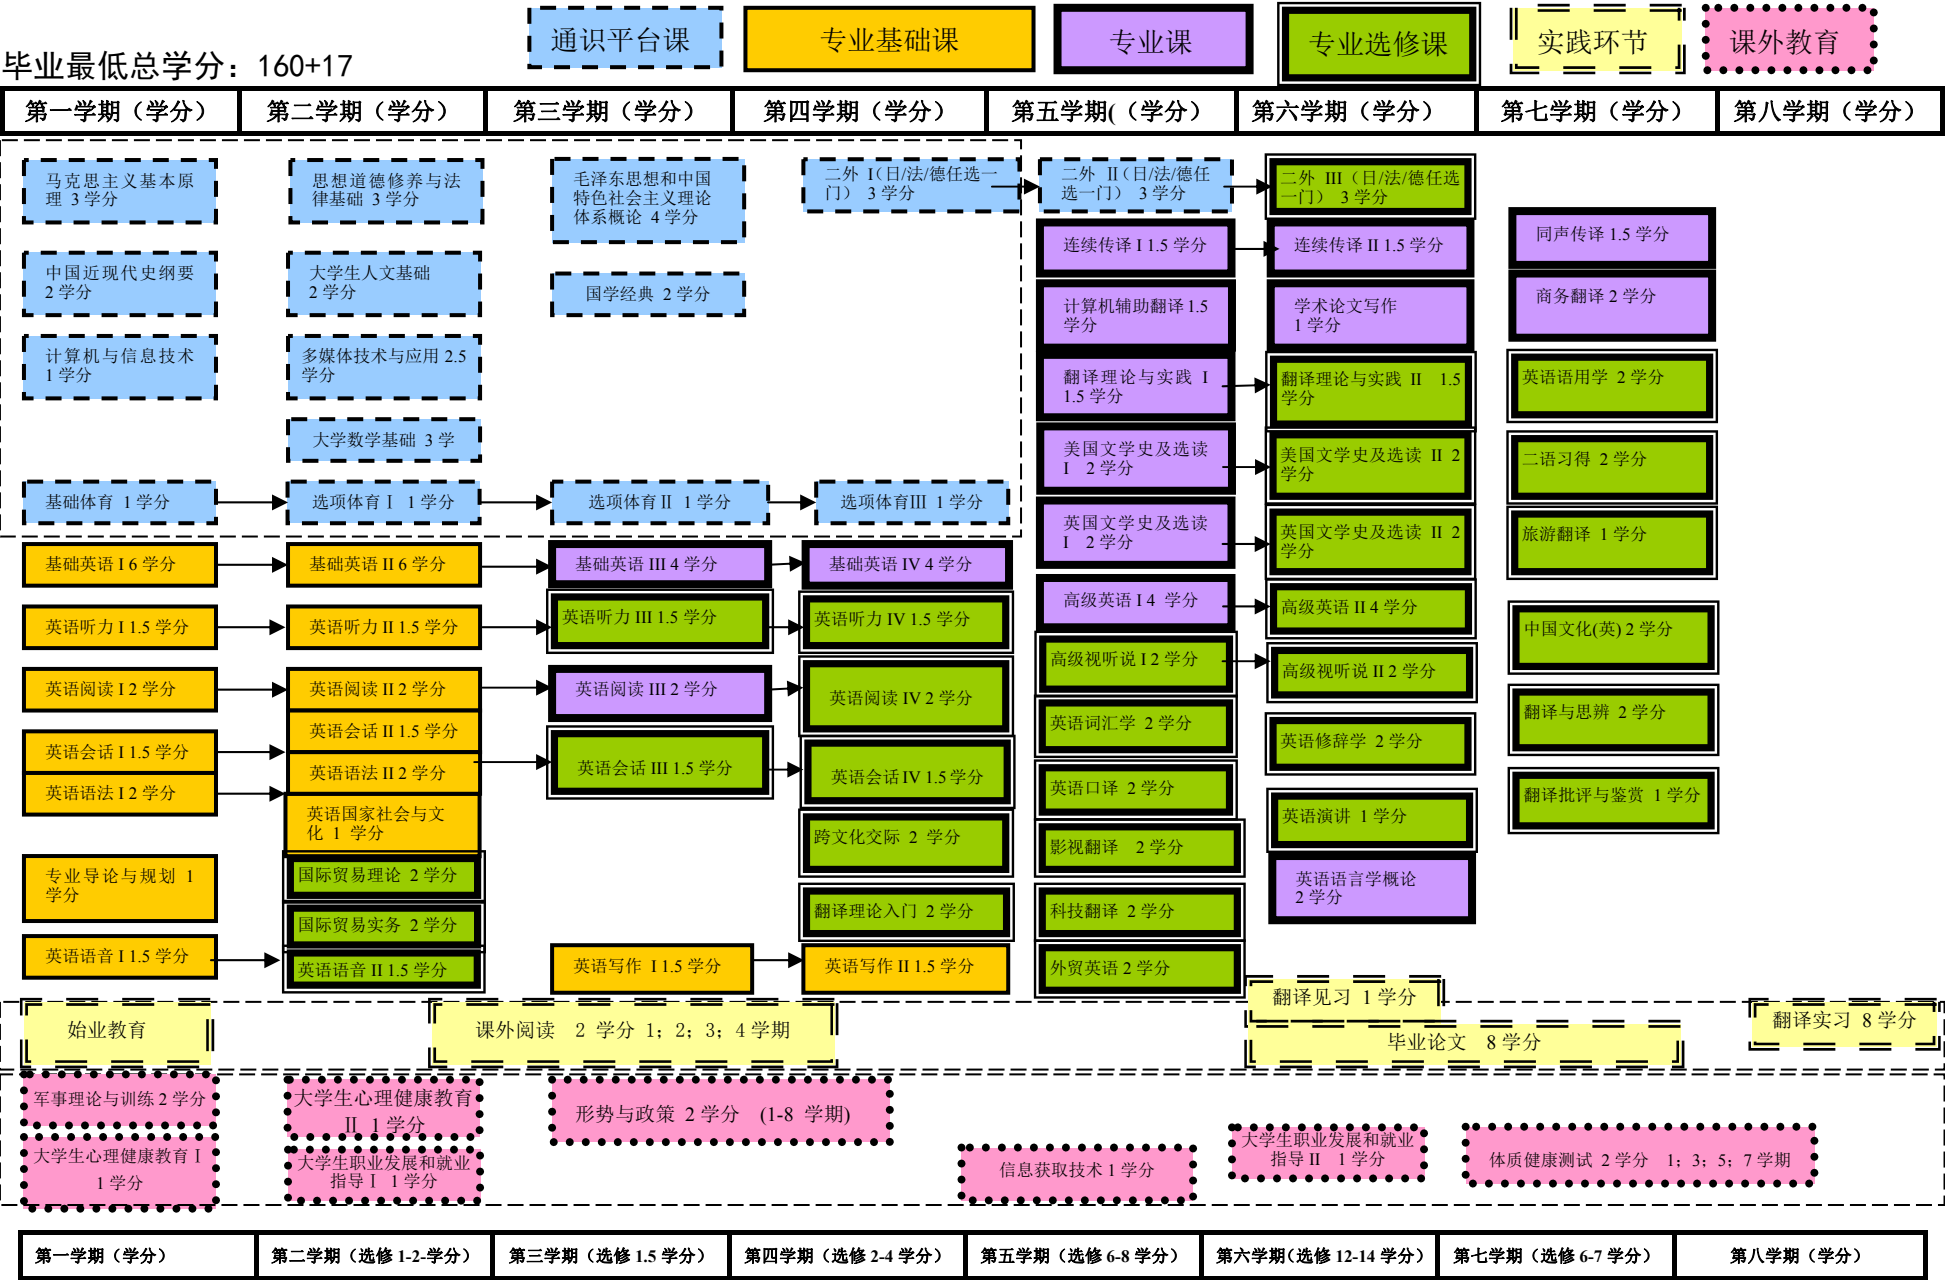 通识平台课
专业基础课
专业课
专业选修课
实践环节
课外教育
毕业最低总学分：160+17
第一学期（学分）
第二学期（学分）
第三学期（学分）
第四学期（学分）
第五学期(（学分）
第六学期（学分）
第七学期（学分）
第八学期（学分）
马克思主义基本原
理 3 学分
中国近现代史纲要
2 学分
计算机与信息技术
1 学分
基础体育 1 学分
基础英语 I 6 学分
英语听力 I 1.5 学分
英语阅读 I 2 学分
英语会话 I 1.5 学分
英语语法 I 2 学分
专业导论与规划 1
学分
英语语音 I 1.5 学分
思想道德修养与法
律基础 3 学分
大学生人文基础
2 学分
多媒体技术与应用 2.5
学分
大学数学基础 3 学
选项体育Ⅰ 1 学分
基础英语 II 6 学分
英语听力 II 1.5 学分
英语阅读 II 2 学分
英语会话 II 1.5 学分
英语语法 II 2 学分
英语国家社会与文
化 1 学分
国际贸易理论 2 学分
国际贸易实务 2 学分
英语语音 II 1.5 学分
毛泽东思想和中国
特色社会主义理论
体系概论 4 学分
国学经典 2 学分
选项体育Ⅱ 1 学分
基础英语 III 4 学分
英语听力 III 1.5 学分
英语阅读 III 2 学分
英语会话 III 1.5 学分
英语写作 I 1.5 学分
二外 I（日/法/德任选一
门） 3 学分
选项体育Ⅲ 1 学分
基础英语 IV 4 学分
英语听力 IV 1.5 学分
英语阅读 IV 2 学分
英语会话 IV 1.5 学分
跨文化交际 2 学分
翻译理论入门 2 学分
英语写作 II 1.5 学分
二外 II（日/法/德任
选一门） 3 学分
连续传译 I 1.5 学分
计算机辅助翻译 1.5
学分
翻译理论与实践 I
1.5 学分
美国文学史及选读
I 2 学分
英国文学史及选读
I 2 学分
高级英语 I 4 学分
高级视听说 I 2 学分
英语词汇学 2 学分
英语口译 2 学分
影视翻译 2 学分
科技翻译 2 学分
外贸英语 2 学分
二外 III（日/法/德任选
一门） 3 学分
连续传译 II 1.5 学分
学术论文写作
1 学分
翻译理论与实践 II 1.5
学分
美国文学史及选读 II 2
学分
英国文学史及选读 II 2
学分
高级英语 II 4 学分
高级视听说 II 2 学分
英语修辞学 2 学分
英语演讲 1 学分
英语语言学概论
2 学分
同声传译 1.5 学分
商务翻译 2 学分
英语语用学 2 学分
二语习得 2 学分
旅游翻译 1 学分
中国文化(英) 2 学分
翻译与思辨 2 学分
翻译批评与鉴赏 1 学分
始业教育
课外阅读 2 学分 1；2；3；4 学期
翻译见习 1 学分
毕业论文 8 学分
翻译实习 8 学分
军事理论与训练 2 学分
大学生心理健康教育Ⅰ
1 学分
大学生心理健康教育
Ⅱ 1 学分
大学生职业发展和就业
指导Ⅰ 1 学分
形势与政策 2 学分 (1-8 学期)
信息获取技术 1 学分
大学生职业发展和就业
指导Ⅱ 1 学分
体质健康测试 2 学分 1；3；5；7 学期
第一学期（学分）
第二学期（选修 1-2-学分）
第三学期（选修 1.5 学分）
第四学期（选修 2-4 学分）
第五学期（选修 6-8 学分）
第六学期（选修 12-14 学分）
第七学期（选修 6-7 学分）
第八学期（学分）